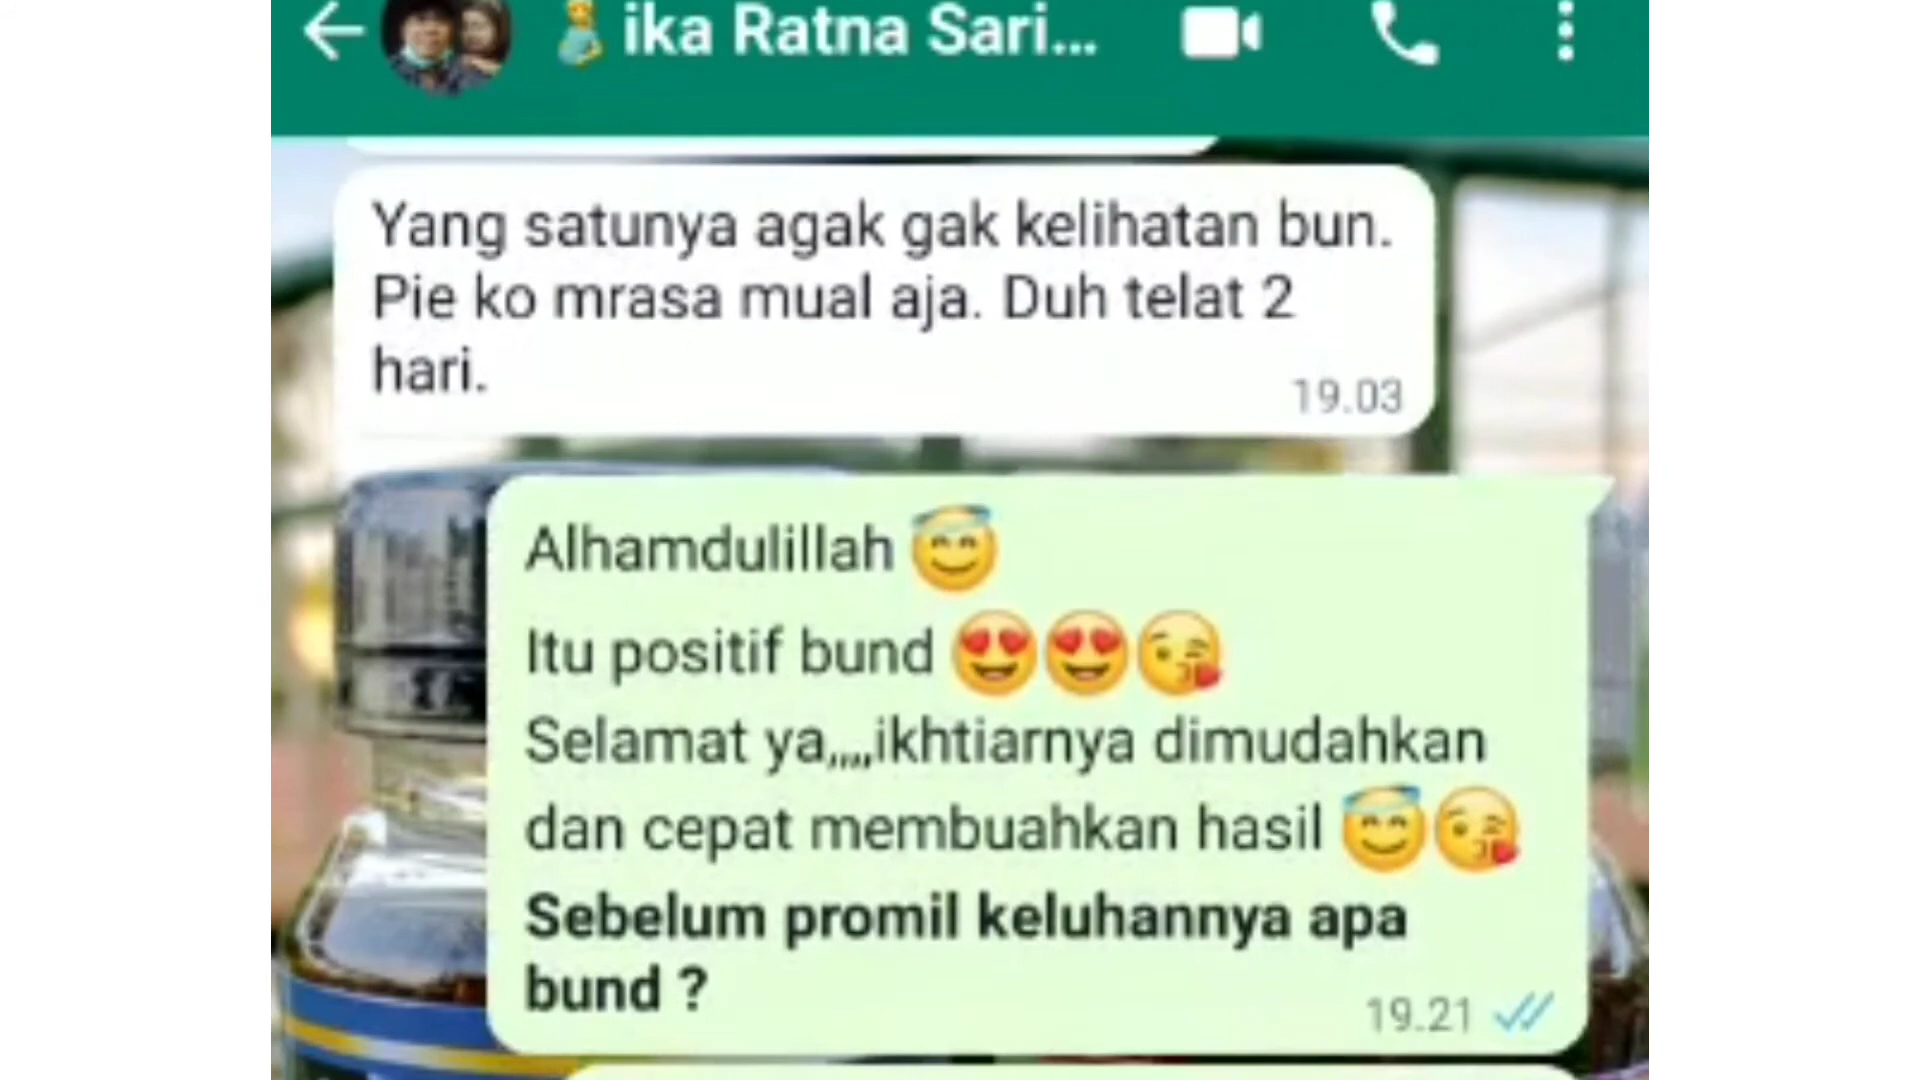 ika Ratna Sari...
Yang satunya agak gak kelihatan bun.
Pie ko mrasa mual aja. Duh telat 2
hari.
19.03
Alhamdulillah 😇
Itu positif bund 😍😍😘
Selamat ya,,,,,ikhtiarnya dimudahkan
dan cepat membuahkan hasil 😇😘
Sebelum promil keluhannya apa
bund ?
19.21